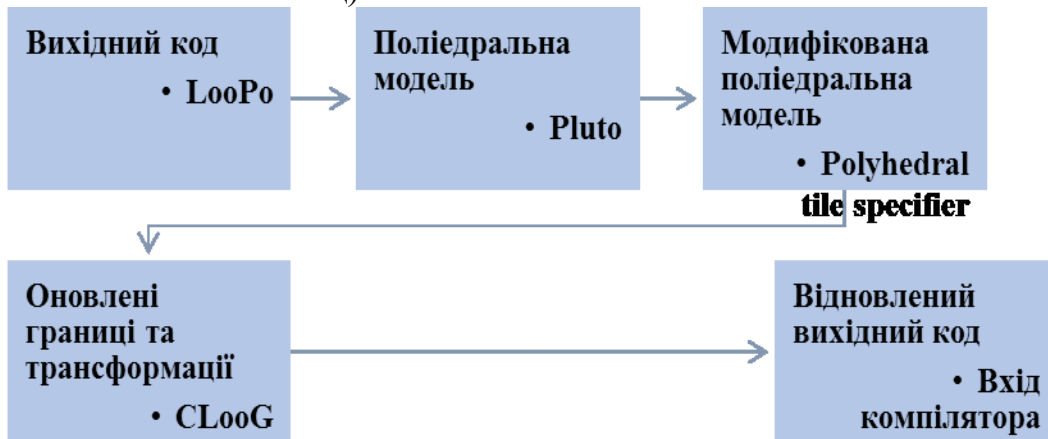 Вихідний код
• LooPo
Поліедральна
модель
• Pluto
Модифікована
поліедральна
модель
• Polyhedral
tile specifier
Оновлені
границі та
трансформації
• CLooG
Відновлений
вихідний код
• Вхід
компілятора